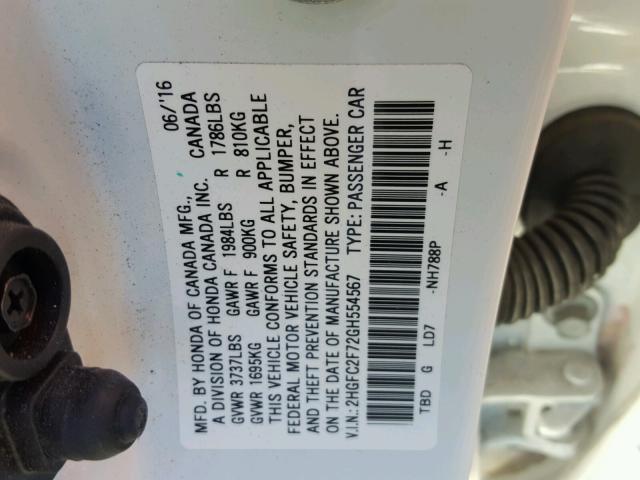 MFD. BY HONDA OF CANADA MFG., 06/'16
A DIVISION OF HONDA CANADA INC. CANADA
GVWR 3737LBS GAWR F 1984LBS R 1786LBS
GVWR 1695KG GAWR F 900KG R 810KG
THIS VEHICLE CONFORMS TO ALL APPLICABLE
FEDERAL MOTOR VEHICLE SAFETY, BUMPER,
AND THEFT PREVENTION STANDARDS IN EFFECT
ON THE DATE OF MANUFACTURE SHOWN ABOVE.
V.I.N.: 2HGFC2F72GH554567 TYPE: PASSENGER CAR
TBD G LD7 -NH788P -A -H